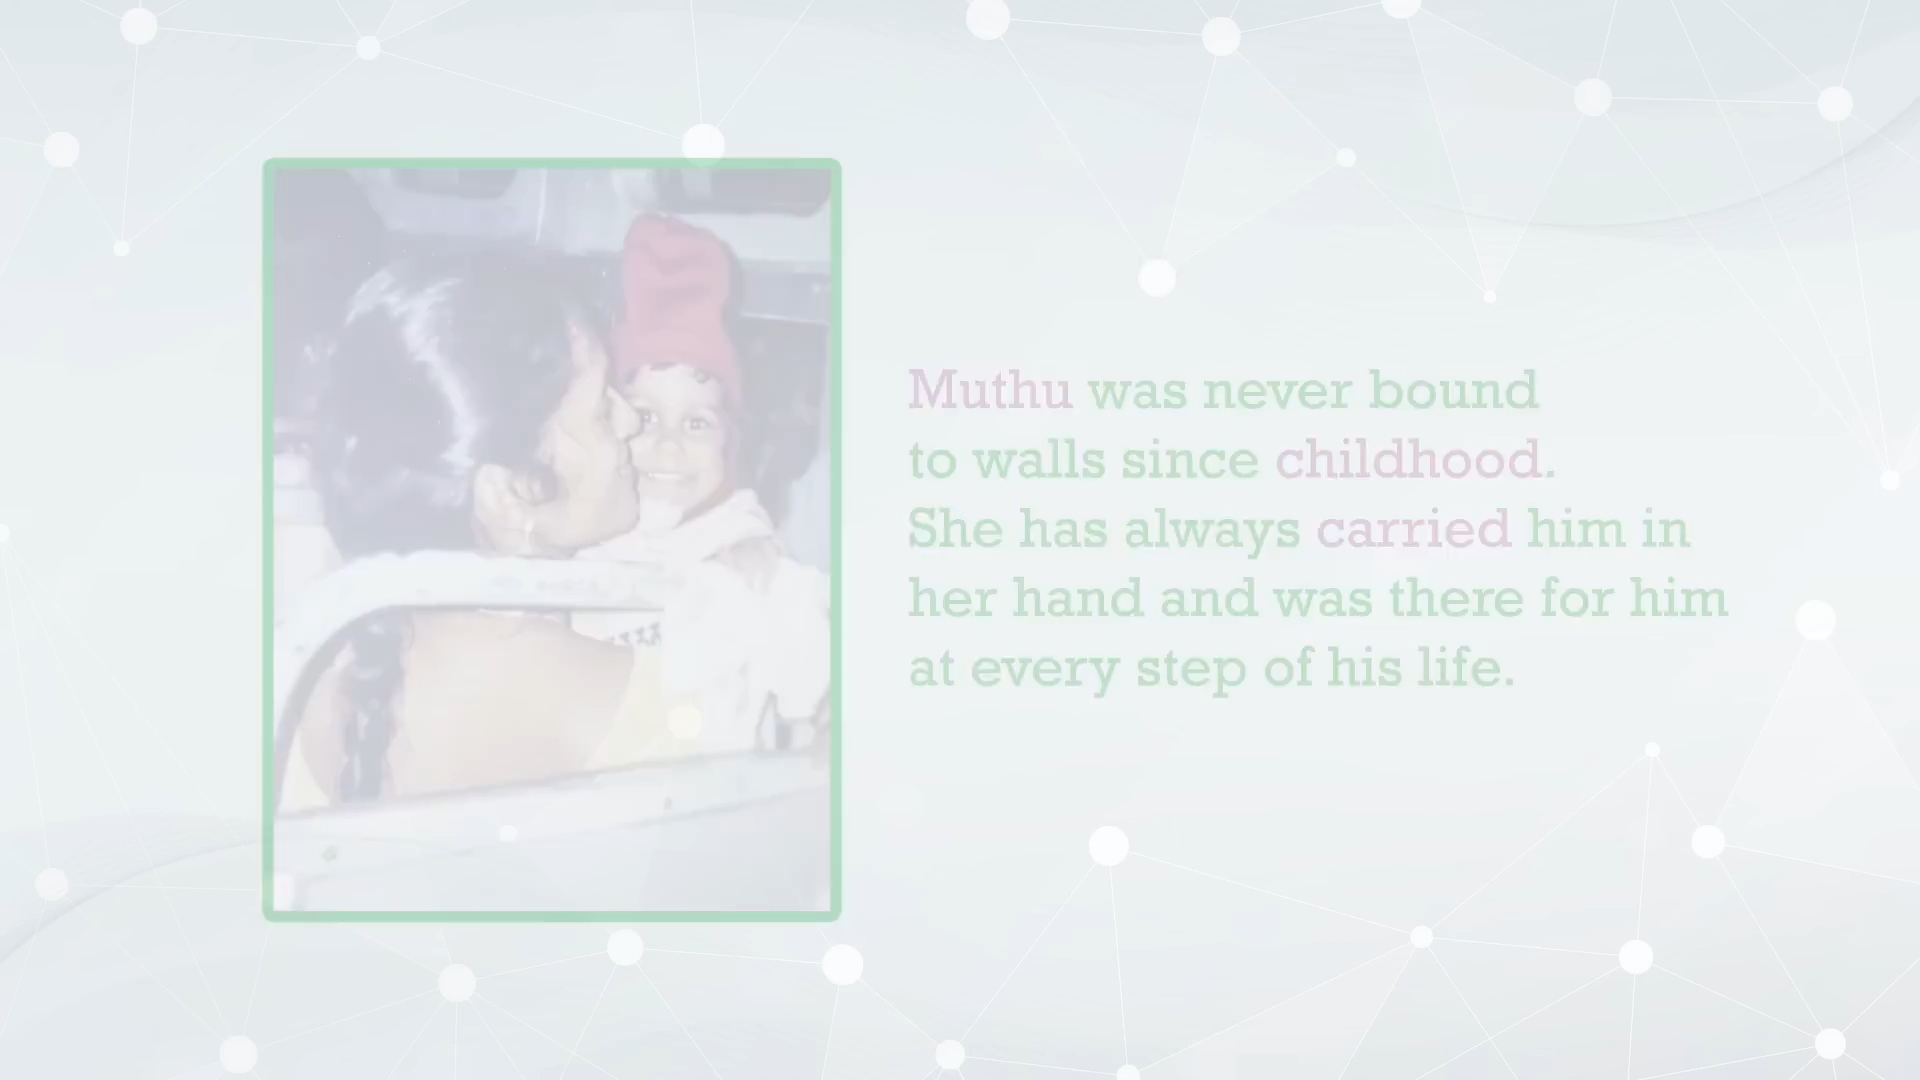 Muthu was never bound
to walls since childhood.
She has always carried him in
her hand and was there for him
at every step of his life.